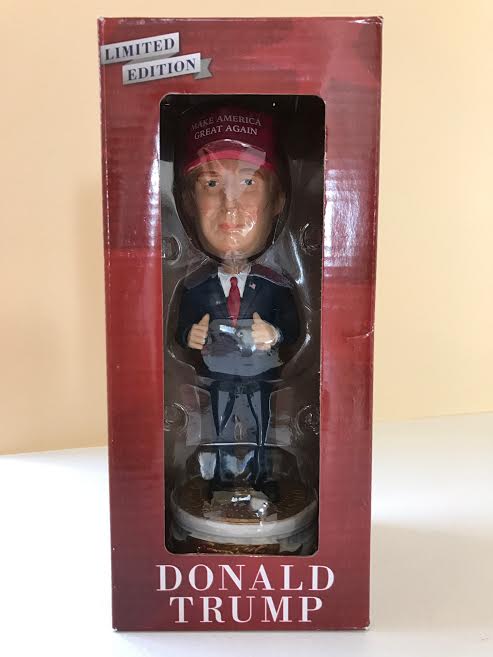 LIMITED
EDITION
MAKE AMERICA
GREAT AGAIN
DONALD
TRUMP